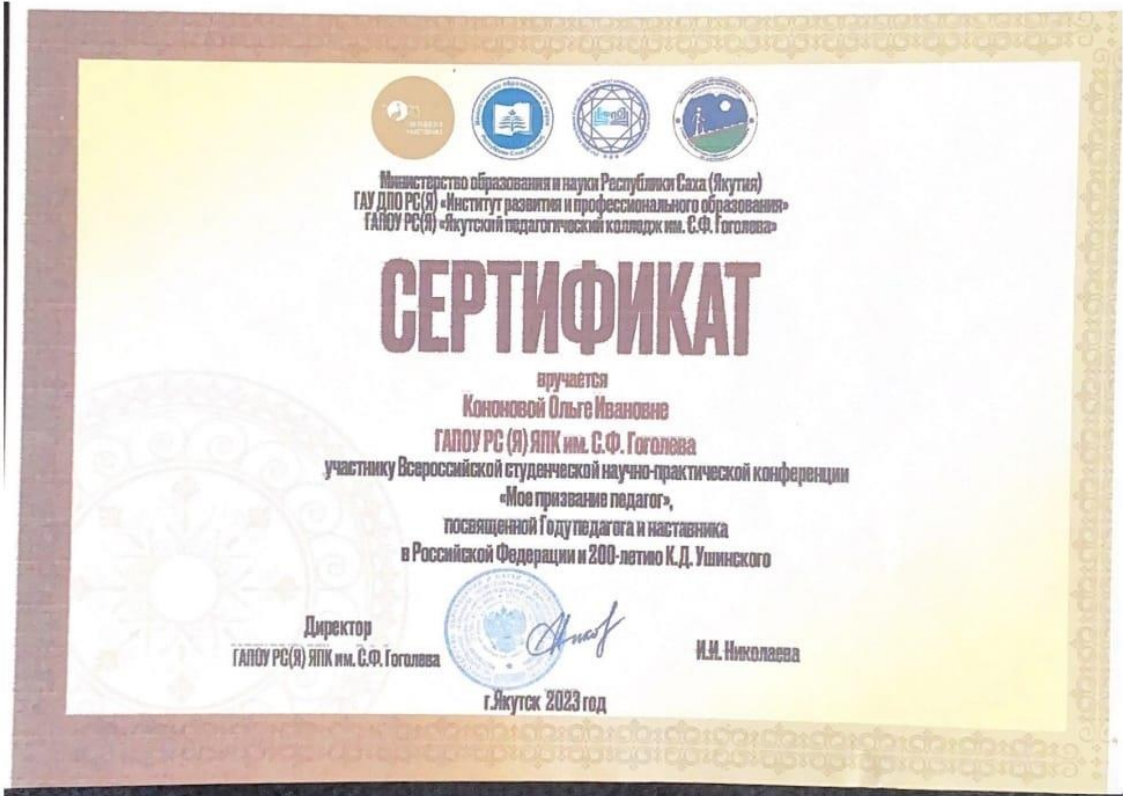 Министерство образования и науки Республики Саха (Якутия)
ГАУ ДПО РС(Я) «Институт развития и профессионального образования»
ГАПОУ РС(Я) «Якутский педагогический колледж им. С.Ф. Гоголева»
СЕРТИФИКАТ
вручается
Кононовой Ольге Ивановне
ГАПОУ РС (Я) ЯПК им. С.Ф. Гоголева
участнику Всероссийской студенческой научно-практической конференции
«Мое призвание педагог»,
посвященной Году педагога и наставника
в Российской Федерации и 200-летию К.Д. Ушинского
Директор
ГАПОУ РС(Я) ЯПК им. С.Ф. Гоголева
И.И. Николаева
г.Якутск 2023 год